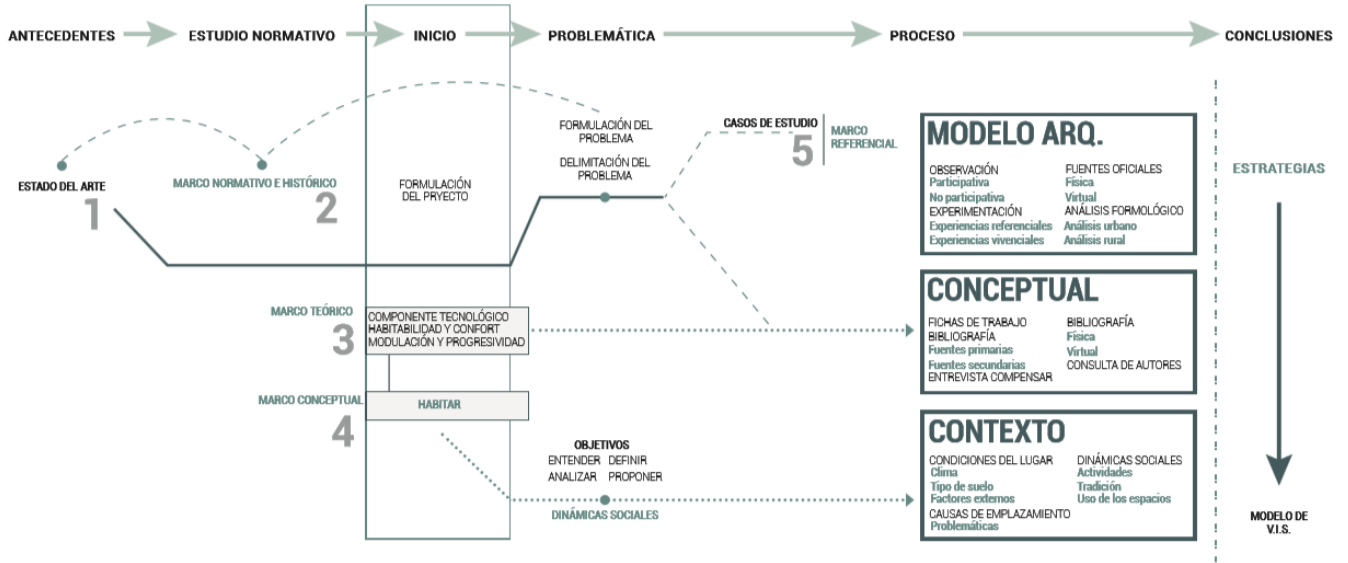 ANTECEDENTES
ESTUDIO NORMATIVO
INICIO
PROBLEMÁTICA
PROCESO
CONCLUSIONES
ESTADO DEL ARTE
1
MARCO NORMATIVO E HISTÓRICO
2
FORMULACIÓN
DEL PRYECTO
FORMULACIÓN DEL
PROBLEMA
DELIMITACIÓN DEL
PROBLEMA
CASOS DE ESTUDIO
5
MARCO
REFERENCIAL
MARCO TEÓRICO
3
COMPONENTE TECNOLÓGICO
HABITABILIDAD Y CONFORT
MODULACIÓN Y PROGRESIVIDAD
MARCO CONCEPTUAL
4
HABITAR
OBJETIVOS
ENTENDER DEFINIR
ANALIZAR PROPONER
DINÁMICAS SOCIALES
MODELO ARQ.
OBSERVACIÓN
Participativa
No participativa
EXPERIMENTACIÓN
Experiencias referenciales
Experiencias vivenciales
FUENTES OFICIALES
Física
Virtual
ANÁLISIS FORMOLÓGICO
Análisis urbano
Análisis rural
CONCEPTUAL
FICHAS DE TRABAJO
BIBLIOGRAFÍA
Fuentes primarias
Fuentes secundarias
ENTREVISTA COMPENSAR
BIBLIOGRAFÍA
Física
Virtual
CONSULTA DE AUTORES
CONTEXTO
CONDICIONES DEL LUGAR
Clima
Tipo de suelo
Factores externos
CAUSAS DE EMPLAZAMIENTO
Problemáticas
DINÁMICAS SOCIALES
Actividades
Tradición
Uso de los espacios
ESTRATEGIAS
MODELO DE
V.I.S.